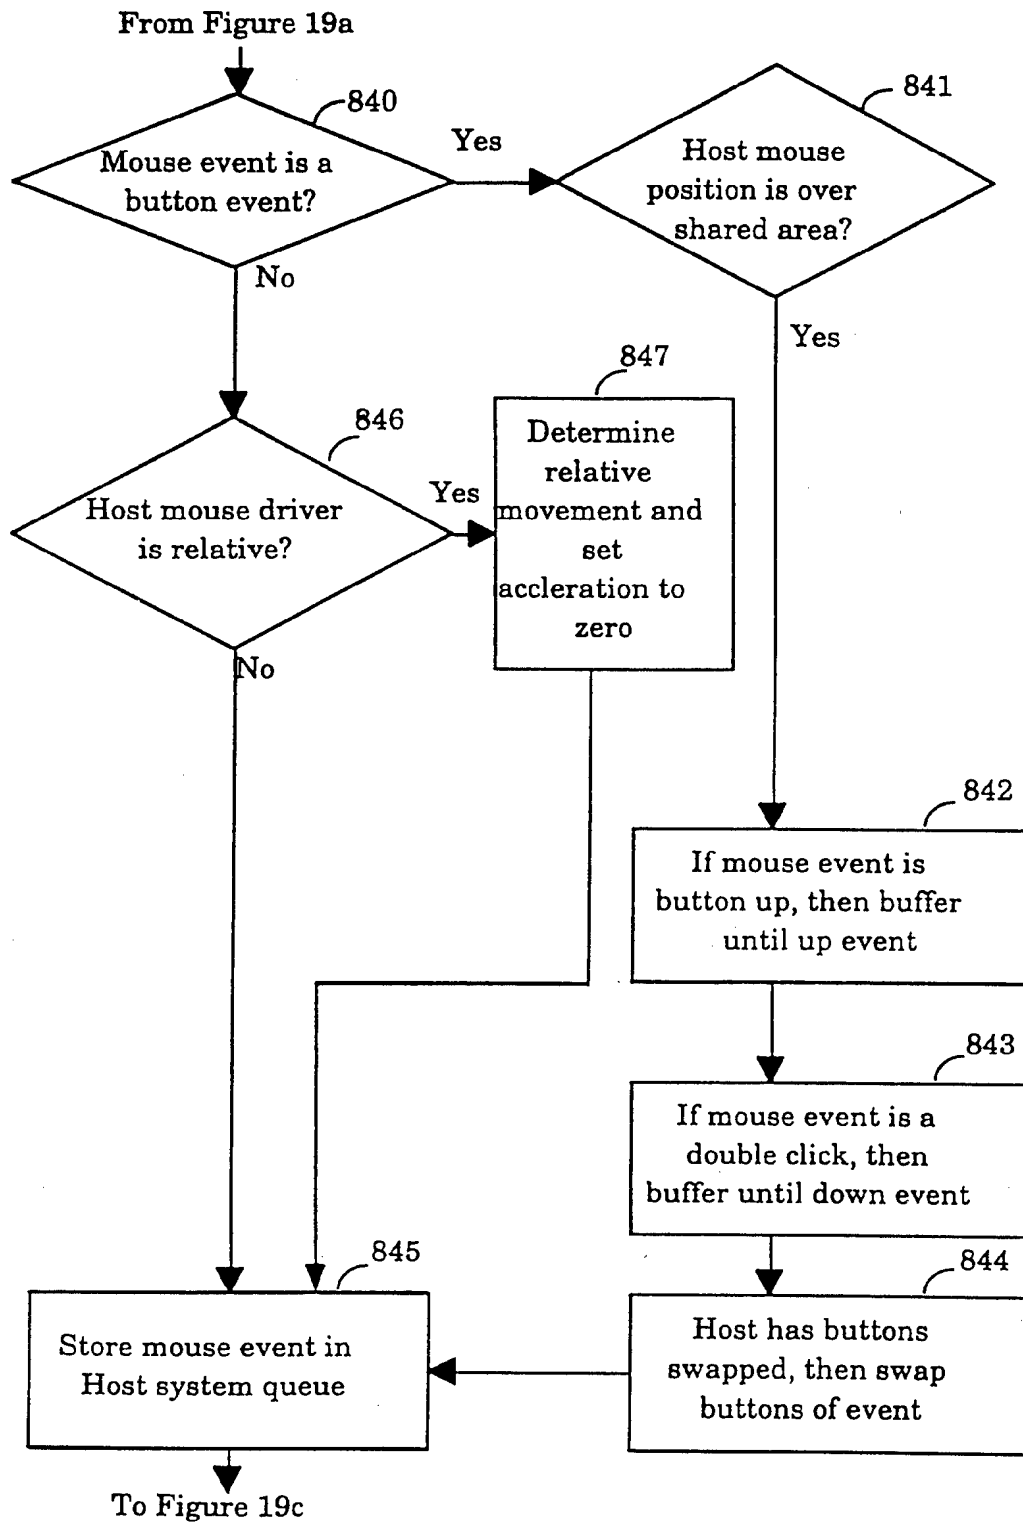 From Figure 19a
840
Mouse event is a
button event?
Yes
841
Host mouse
position is over
shared area?
No
Yes
846
Host mouse driver
is relative?
Yes
847
Determine
relative
movement and
set
accleration to
zero
No
842
If mouse event is
button up, then buffer
until up event
843
If mouse event is a
double click, then
buffer until down event
844
Host has buttons
swapped, then swap
buttons of event
845
Store mouse event in
Host system queue
To Figure 19c